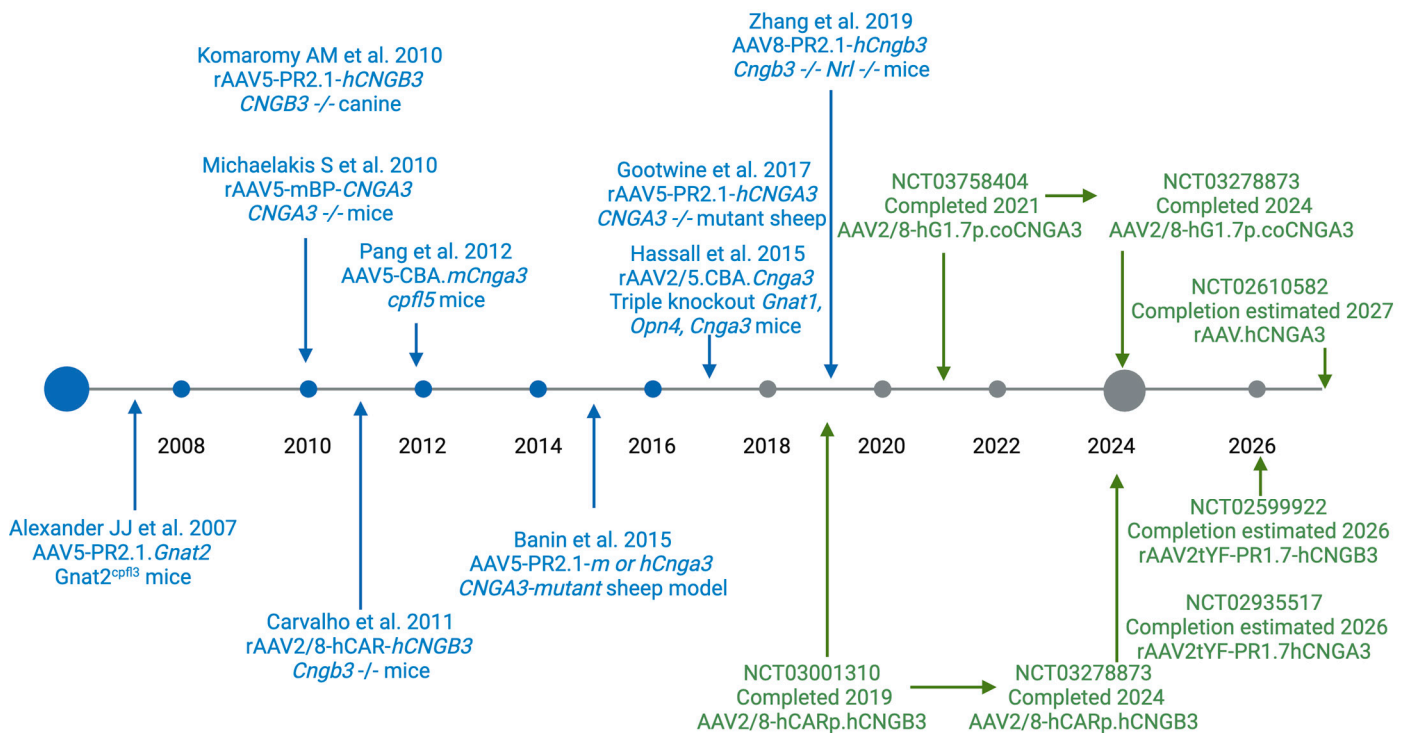 Zhang et al. 2019
AAV8-PR2.1-hCngb3
Cngb3 -/- Nrl -/- mice
Komaromy AM et al. 2010
rAAV5-PR2.1-hCNGB3
CNGB3 -/- canine
Michaelakis S et al. 2010
rAAV5-mBP-CNGA3
CNGA3 -/- mice
Pang et al. 2012
AAV5-CBA.mCnga3
cpfl5 mice
Gootwine et al. 2017
rAAV5-PR2.1-hCNGA3
CNGA3 -/- mutant sheep
Hassall et al. 2015
rAAV2/5.CBA.Cnga3
Triple knockout Gnat1,
Opn4, Cnga3 mice
NCT03758404
Completed 2021
AAV2/8-hG1.7p.coCNGA3
NCT03278873
Completed 2024
AAV2/8-hG1.7p.coCNGA3
NCT02610582
Completion estimated 2027
rAAV.hCNGA3
2008 2010 2012 2014 2016 2018 2020 2022 2024 2026
Alexander JJ et al. 2007
AAV5-PR2.1.Gnat2
Gnat2cpfl3 mice
Carvalho et al. 2011
rAAV2/8-hCAR-hCNGB3
Cngb3 -/- mice
Banin et al. 2015
AAV5-PR2.1-m or hCnga3
CNGA3-mutant sheep model
NCT03001310
Completed 2019
AAV2/8-hCARp.hCNGB3
NCT03278873
Completed 2024
AAV2/8-hCARp.hCNGB3
NCT02599922
Completion estimated 2026
rAAV2tYF-PR1.7-hCNGB3
NCT02935517
Completion estimated 2026
rAAV2tYF-PR1.7hCNGA3